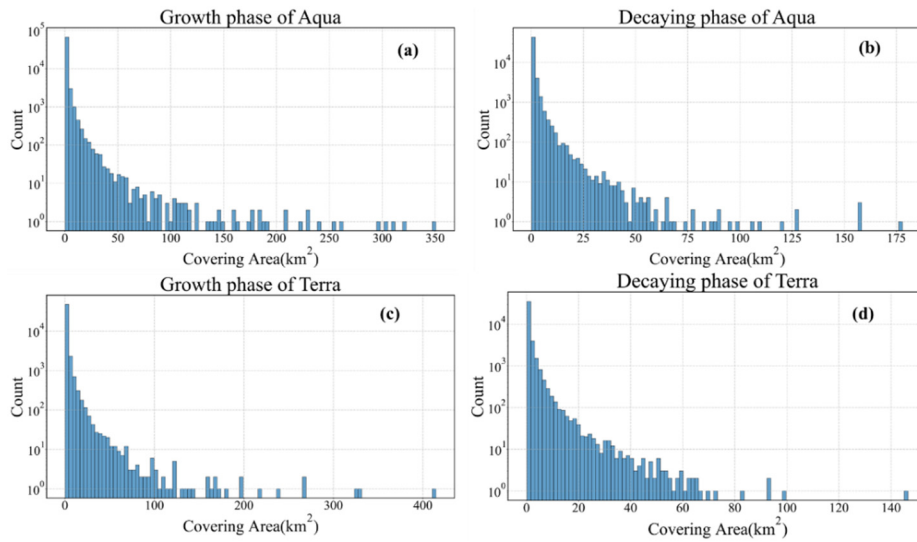 Growth phase of Aqua
(a)
Count
10^5
10^4
10^3
10^2
10^1
10^0
0 50 100 150 200 250 300 350
Covering Area(km^2)
Decaying phase of Aqua
(b)
Count
10^4
10^3
10^2
10^1
10^0
0 25 50 75 100 125 150 175
Covering Area(km^2)
Growth phase of Terra
(c)
Count
10^4
10^3
10^2
10^1
10^0
0 100 200 300 400
Covering Area(km^2)
Decaying phase of Terra
(d)
Count
10^4
10^3
10^2
10^1
10^0
0 20 40 60 80 100 120 140
Covering Area(km^2)